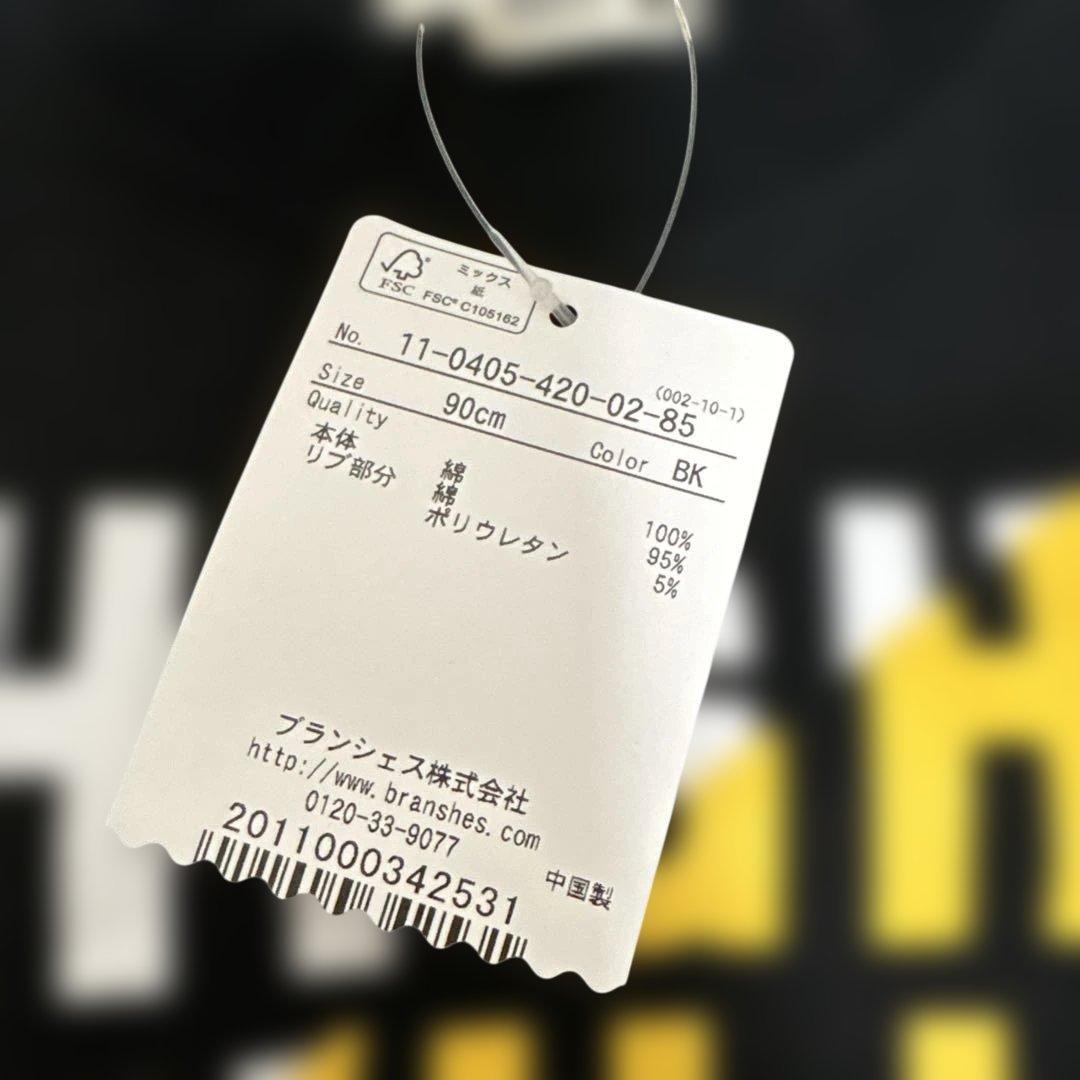 ミックス
紙
FSC FSC® C105162
No. 11-0405-420-02-85 (002-10-1)
Size 90cm Color BK
Quality
本体 綿 100%
リブ部分 綿 95%
ポリウレタン 5%
ブランシェス株式会社
http://www.branshes.com
0120-33-9077
2011000342531
中国製